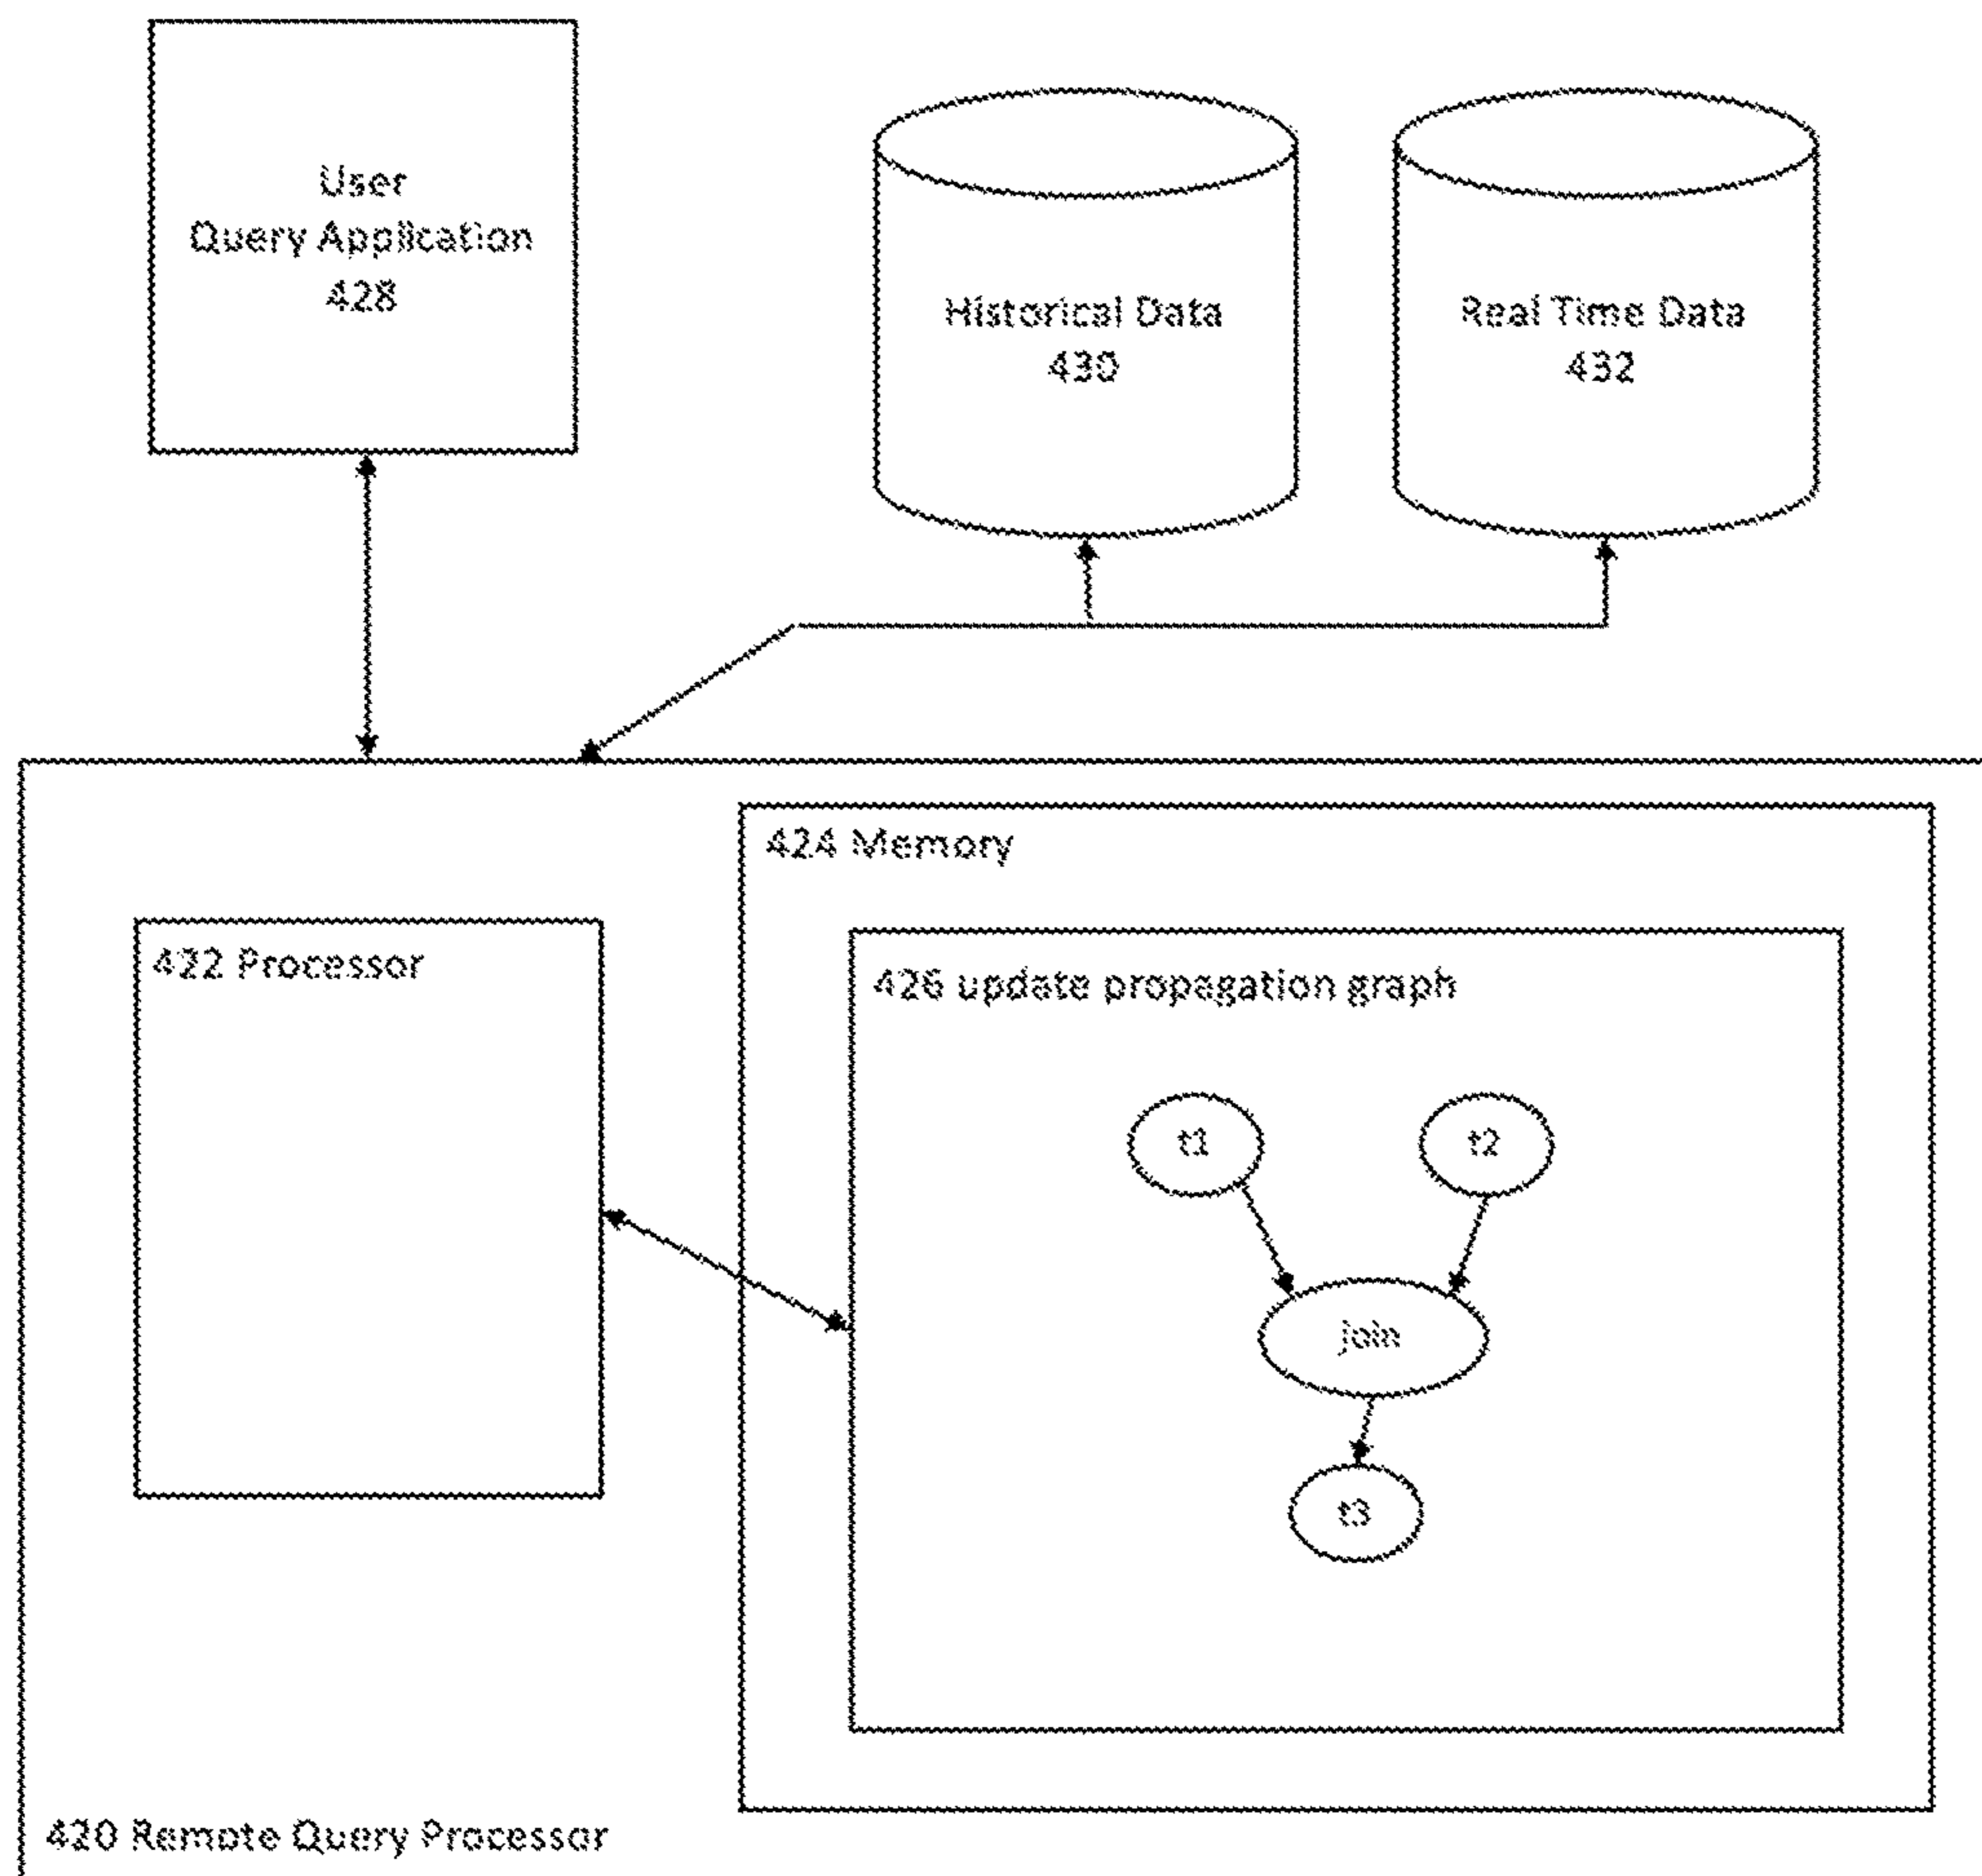 User
Query Application
428
Historical Data
430
Real Time Data
432
424 Memory
422 Processor
426 update propagation graph
t1
t2
join
t3
420 Remote Query Processor